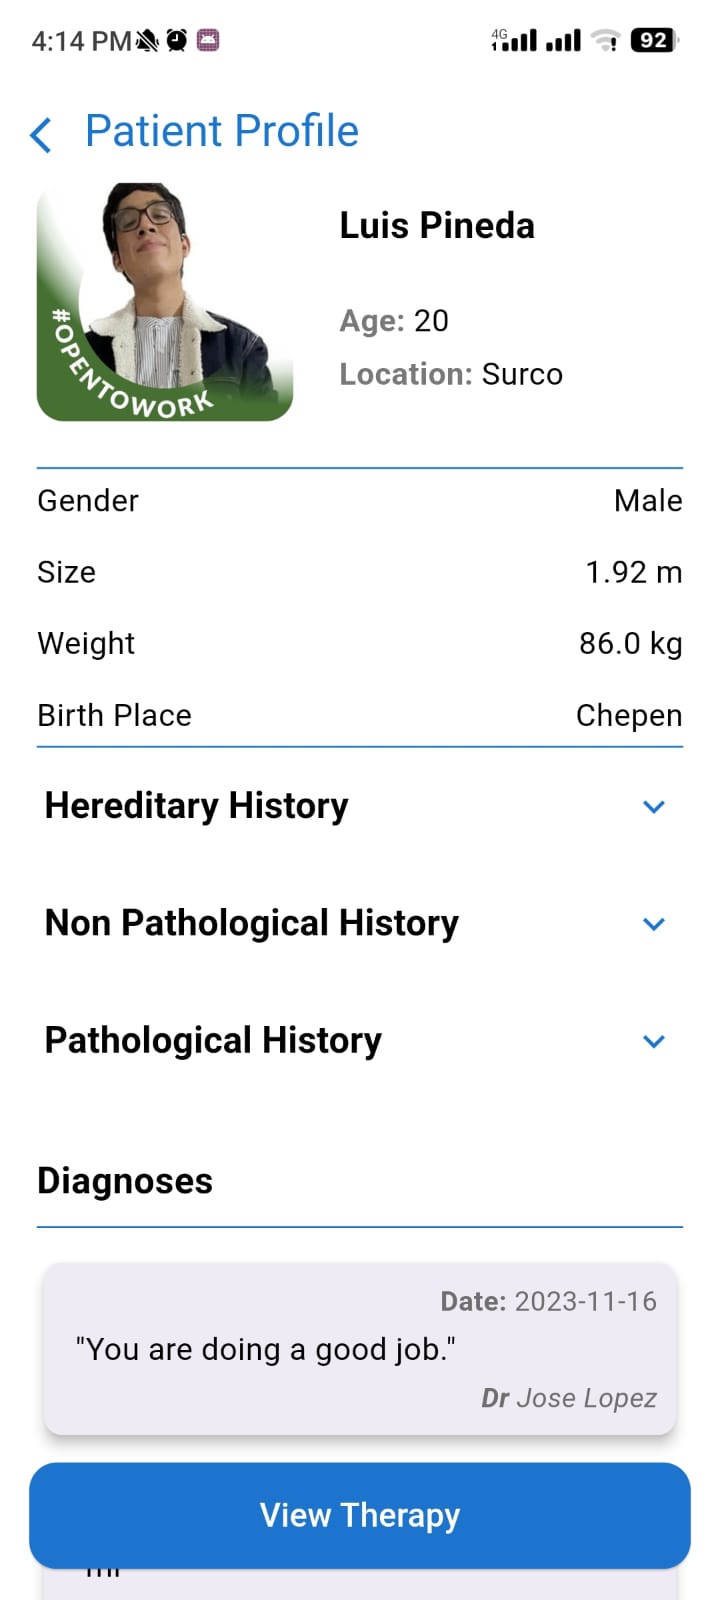 4:14 PM
4G
92
Patient Profile
#OPENTOWORK
Luis Pineda
Age: 20
Location: Surco
Gender Male
Size 1.92 m
Weight 86.0 kg
Birth Place Chepen
Hereditary History
Non Pathological History
Pathological History
Diagnoses
Date: 2023-11-16
"You are doing a good job."
Dr Jose Lopez
View Therapy